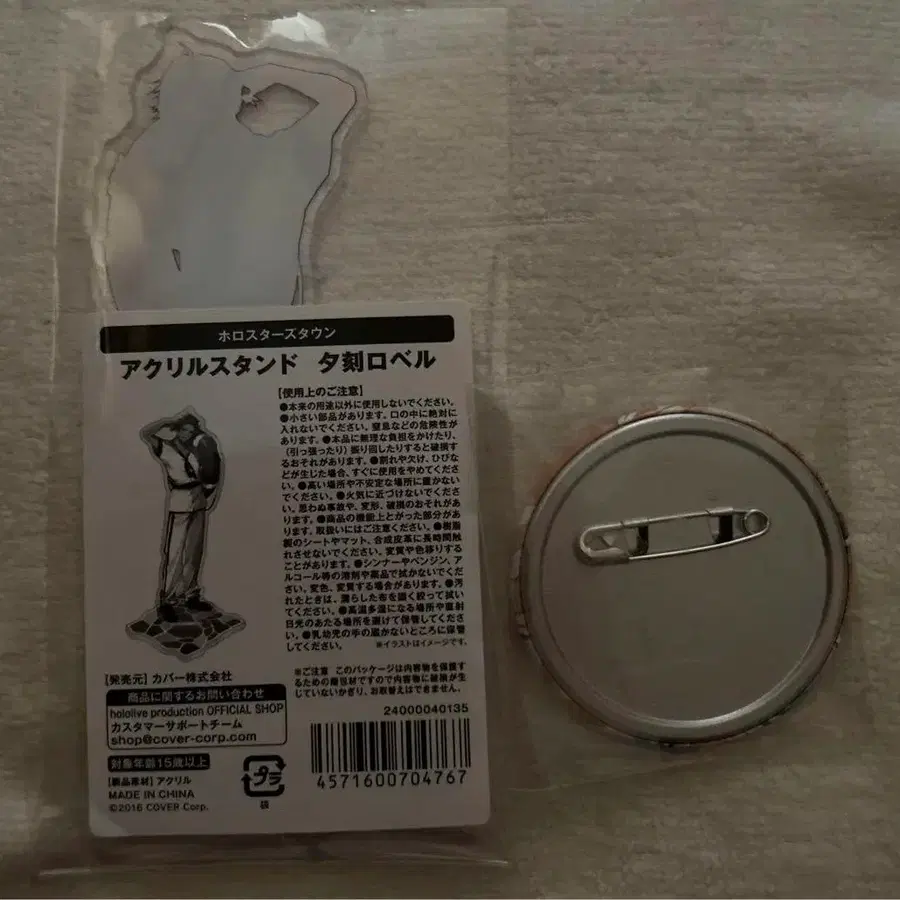 ホロスターズタウン
アクリルスタンド 夕刻ロベル
【使用上のご注意】
●本来の用途以外に使用しないでください。
●小さい部品があります。口の中に絶対に
入れないでください。窒息などの危険性が
あります。●本品に無理な負担をかけたり、
(引っ張ったり)振り回したりすると破損す
るおそれがあります。●割れや欠け、ひびな
どが生じた場合、すぐに使用をやめてくださ
い。●高い場所や不安定な場所に置かない
でください。●火気に近づけないでくださ
い。思わぬ事故や、変形、破損のおそれがあ
ります。●商品の機能上とがった部分があり
ます。取扱いにはご注意ください。●樹脂
製のシートやマット、合成皮革に長時間触
れさせないでください。変質や色移りする
ことがあります。●シンナーやベンジン、ア
ルコール等の溶剤や薬品で拭かないでくだ
さい。変色、変質する場合があります。●汚
れたときは、濡らした布を固く絞って拭い
てください。●高温多湿になる場所や直射
日光のあたる場所を避けて保管してくださ
い。●乳幼児の手の届かないところに保管
してください。
※イラストはイメージです。
【発売元】カバー株式会社
商品に関するお問い合わせ
hololive production OFFICIAL SHOP
カスタマーサポートチーム
shop@cover-corp.com
対象年齢15歳以上
【製品素材】アクリル
MADE IN CHINA
©2016 COVER Corp.
プラ
袋
※ご注意 このパッケージは内容物を保護す
るための梱包材ですので内容物に破損が生
じていないかぎり、お取替えはできません。
24000040135
4571600704767